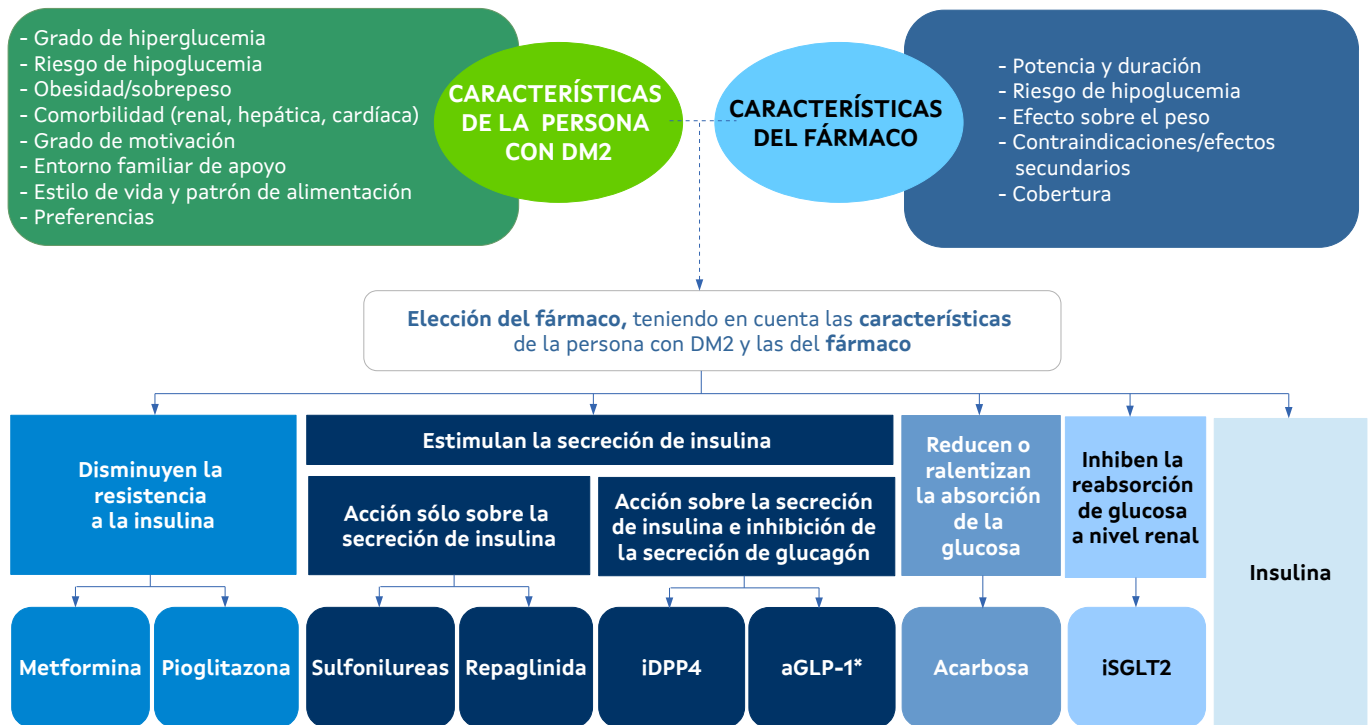 - Grado de hiperglucemia
- Riesgo de hipoglucemia
- Obesidad/sobrepeso
- Comorbilidad (renal, hepática, cardíaca)
- Grado de motivación
- Entorno familiar de apoyo
- Estilo de vida y patrón de alimentación
- Preferencias
CARACTERÍSTICAS
DE LA PERSONA
CON DM2
CARACTERÍSTICAS
DEL FÁRMACO
- Potencia y duración
- Riesgo de hipoglucemia
- Efecto sobre el peso
- Contraindicaciones/efectos
secundarios
- Cobertura
Elección del fármaco, teniendo en cuenta las características
de la persona con DM2 y las del fármaco
Disminuyen la
resistencia
a la insulina
Estimulan la secreción de insulina
Acción sólo sobre la
secreción de insulina
Acción sobre la secreción
de insulina e inhibición de
la secreción de glucagón
Reducen o
ralentizan
la absorción
de la
glucosa
Inhiben la
reabsorción
de glucosa
a nivel renal
Insulina
Metformina
Pioglitazona
Sulfonilureas
Repaglinida
iDPP4
aGLP-1*
Acarbosa
iSGLT2